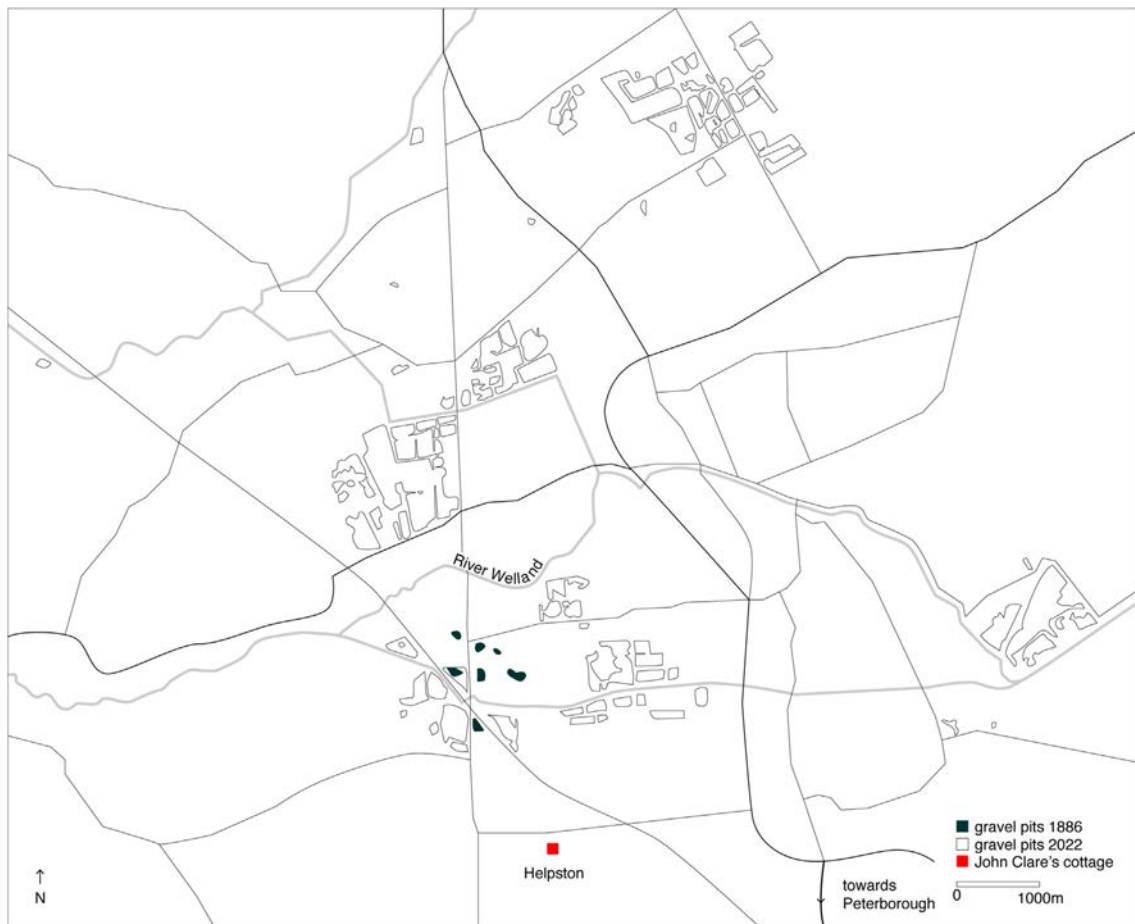 River Welland
gravel pits 1886
gravel pits 2022
John Clare's cottage
Helpston
towards
Peterborough
0
1000m
N